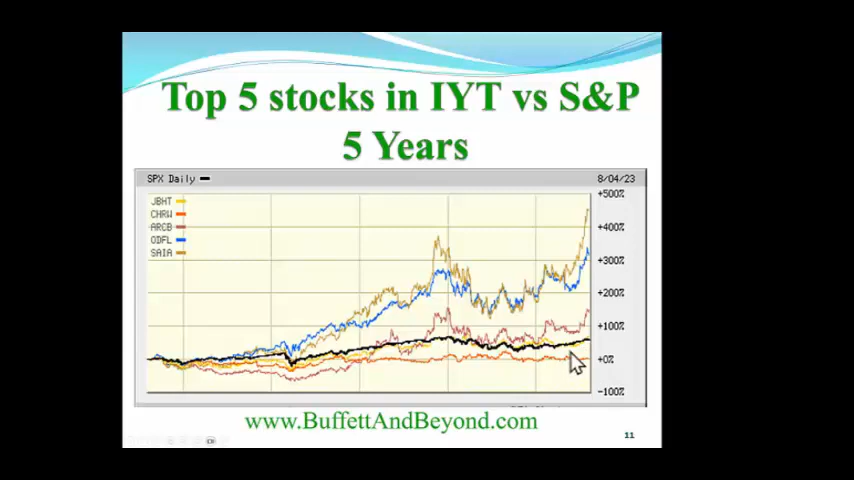 Top 5 stocks in IYT vs S&P
5 Years
SPX Daily
8/04/23
JBHT
CHRW
ARCB
ODFL
SAIA
+500%
+400%
+300%
+200%
+100%
+0%
-100%
www.BuffettAndBeyond.com
11